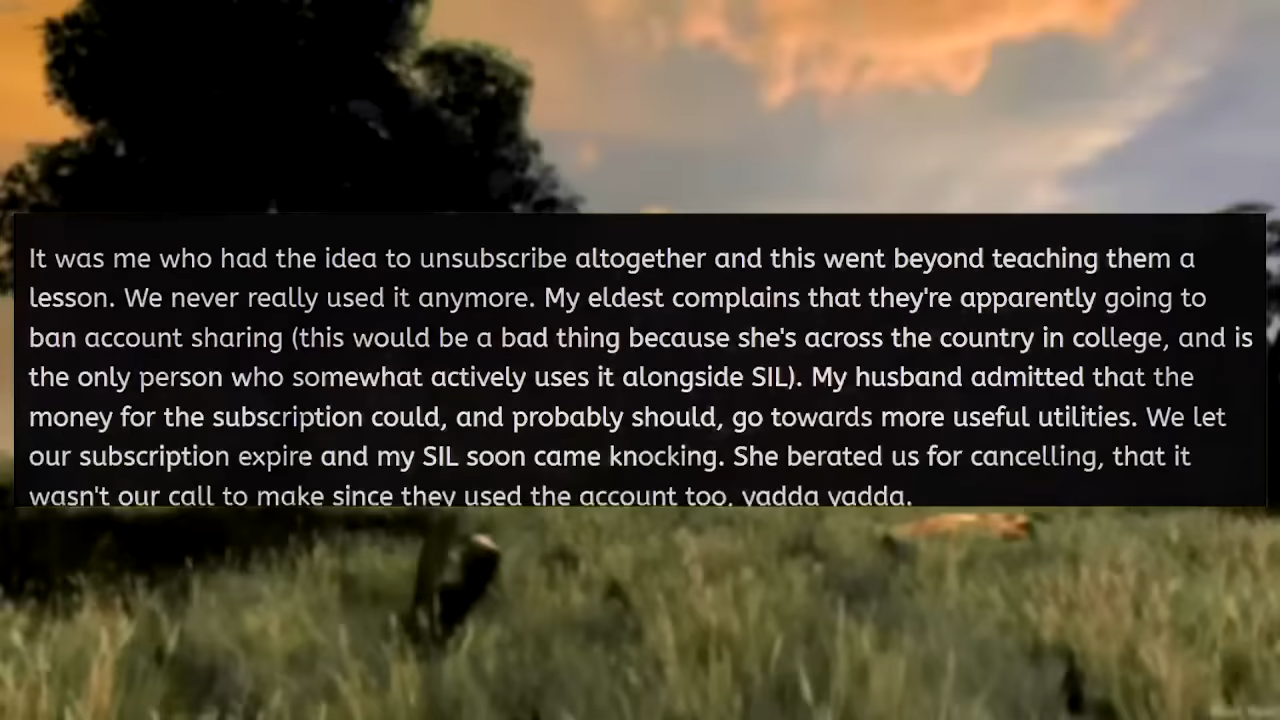 It was me who had the idea to unsubscribe altogether and this went beyond teaching them a
lesson. We never really used it anymore. My eldest complains that they're apparently going to
ban account sharing (this would be a bad thing because she's across the country in college, and is
the only person who somewhat actively uses it alongside SIL). My husband admitted that the
money for the subscription could, and probably should, go towards more useful utilities. We let
our subscription expire and my SIL soon came knocking. She berated us for cancelling, that it
wasn't our call to make since they used the account too, yadda yadda.